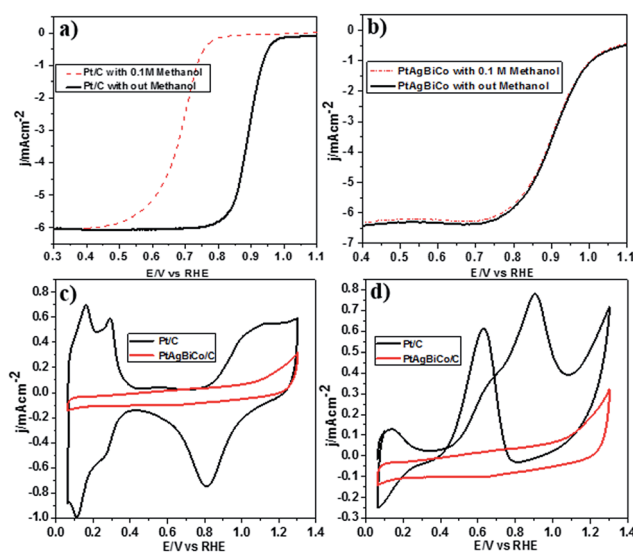 a)
Pt/C with 0.1M Methanol
Pt/C with out Methanol
0
-1
-2
-3
-4
-5
-6
j/mAcm-2
0.3 0.4 0.5 0.6 0.7 0.8 0.9 1.0 1.1
E/V vs RHE
b)
PtAgBiCo with 0.1 M Methanol
PtAgBiCo with out Methanol
0
-1
-2
-3
-4
-5
-6
-7
j/mAcm-2
0.4 0.5 0.6 0.7 0.8 0.9 1.0 1.1
E/V vs RHE
c)
Pt/C
PtAgBiCo/C
0.8
0.6
0.4
0.2
0.0
-0.2
-0.4
-0.6
-0.8
-1.0
j/mAcm-2
0.0 0.2 0.4 0.6 0.8 1.0 1.2 1.4
E/V vs RHE
d)
Pt/C
PtAgBiCo/C
0.8
0.7
0.6
0.5
0.4
0.3
0.2
0.1
0.0
-0.1
-0.2
-0.3
j/mAcm-2
0.0 0.2 0.4 0.6 0.8 1.0 1.2 1.4
E/V vs RHE